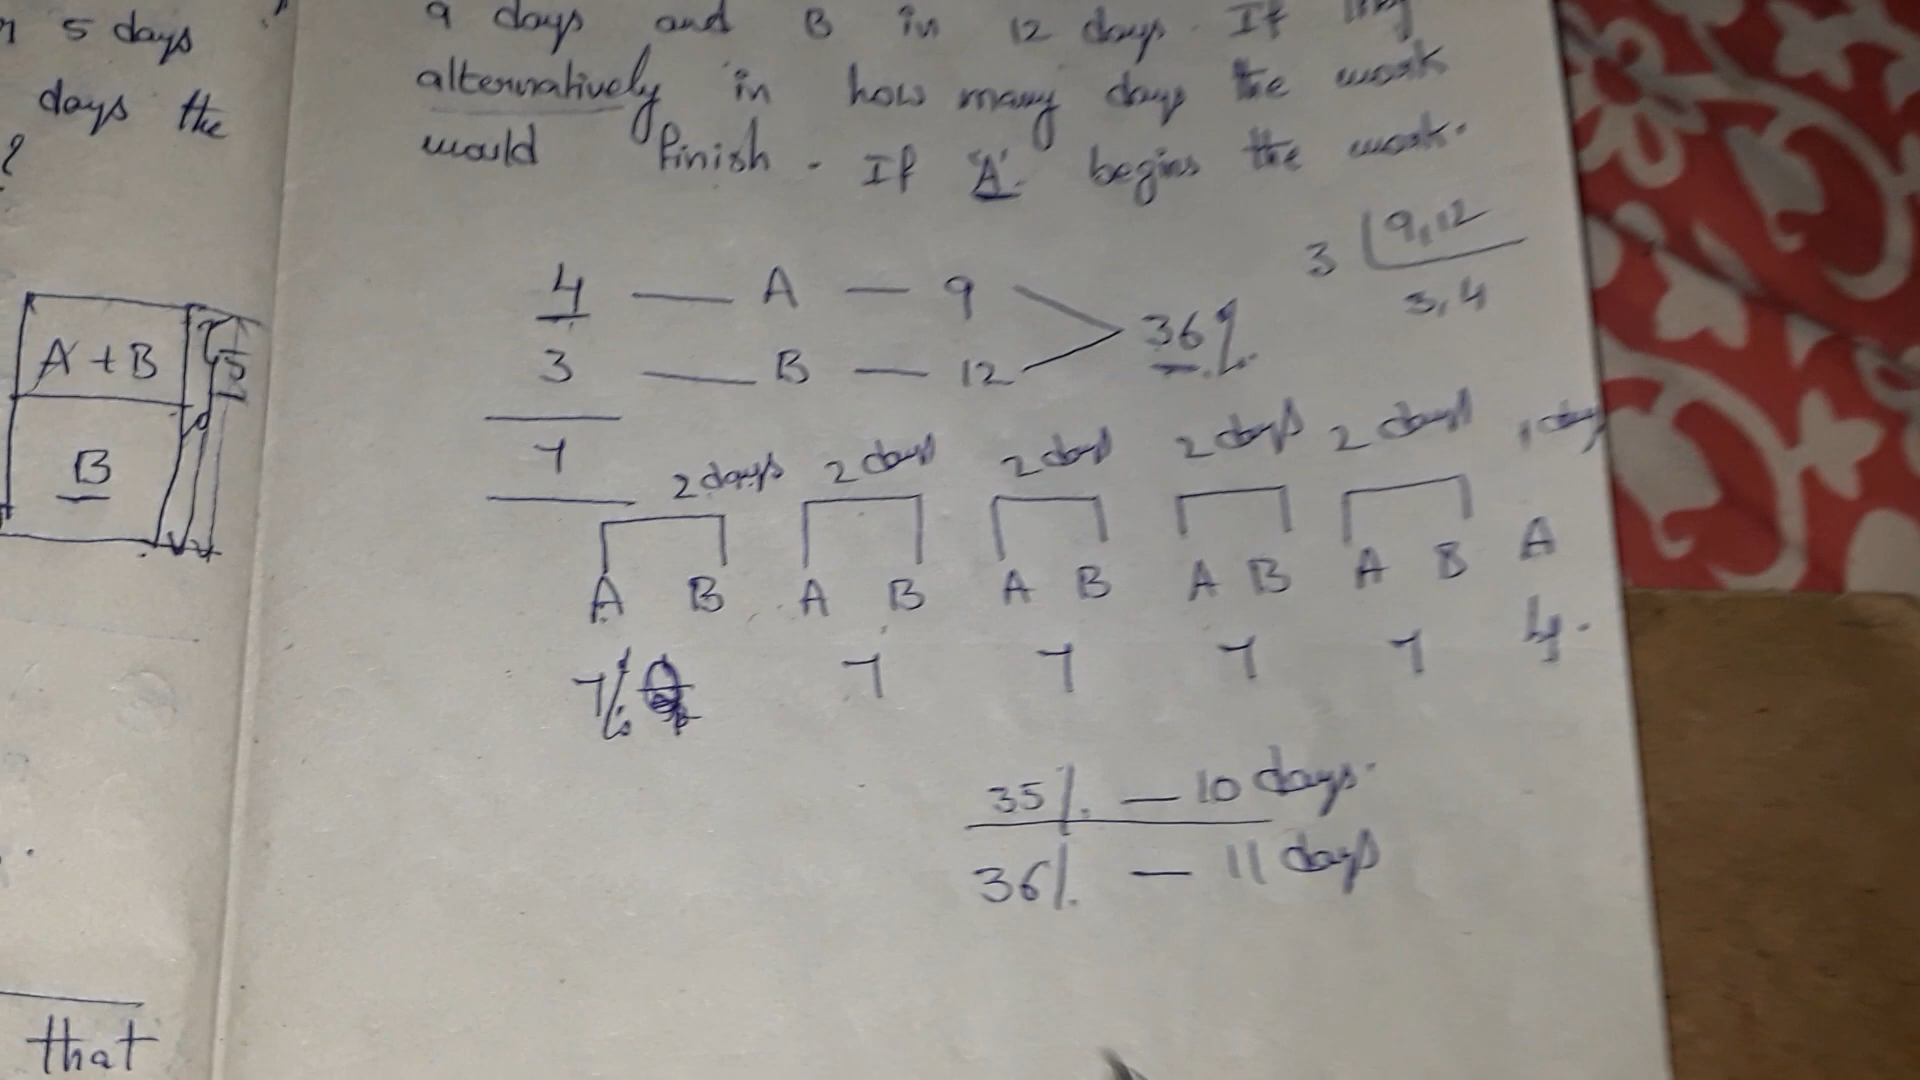 5 days
days the
?
A + B
B
that
9 days and B in 12 days. If
alternatively in how many days the work
would finish. If 'A' begins the work.
3 9,12
3,4
4 — A — 9
36%
3 — B — 12
7
2 days 2 days 2 days 2 days 2 days 1 day
A B A B A B A B A B A
7% 7 7 7 7 4.
35% — 10 days.
36% — 11 days